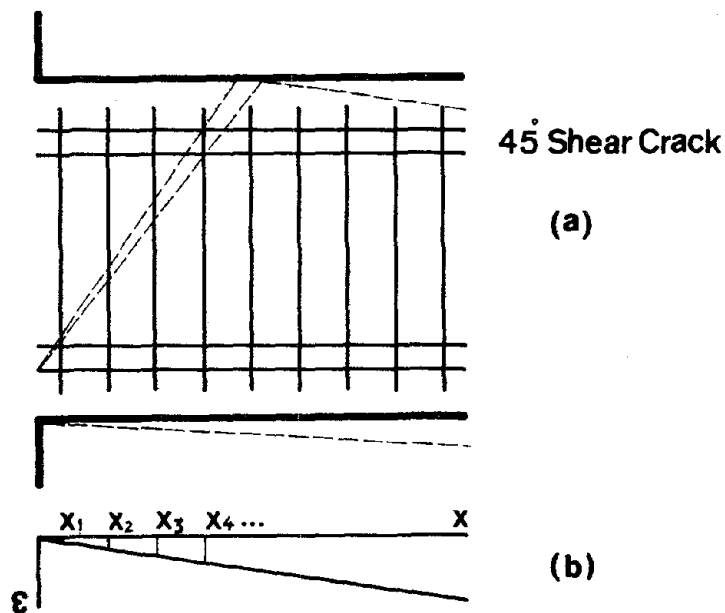 45° Shear Crack
(a)
X₁ X₂ X₃ X₄ ... X
(b)
ε